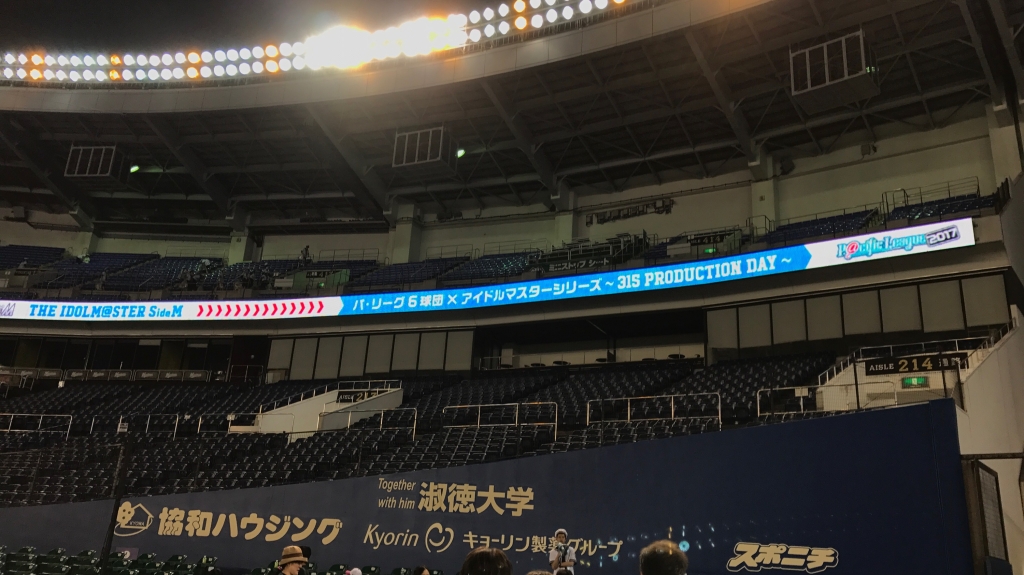 THE IDOLM@STER SideM
パ・リーグ6球団×アイドルマスターシリーズ～315 PRODUCTION DAY～
P@cific League 2017
AISLE 214
Together with him 淑徳大学
KYOWA 協和ハウジング
Kyorin キョーリン製薬グループ
スポニチ